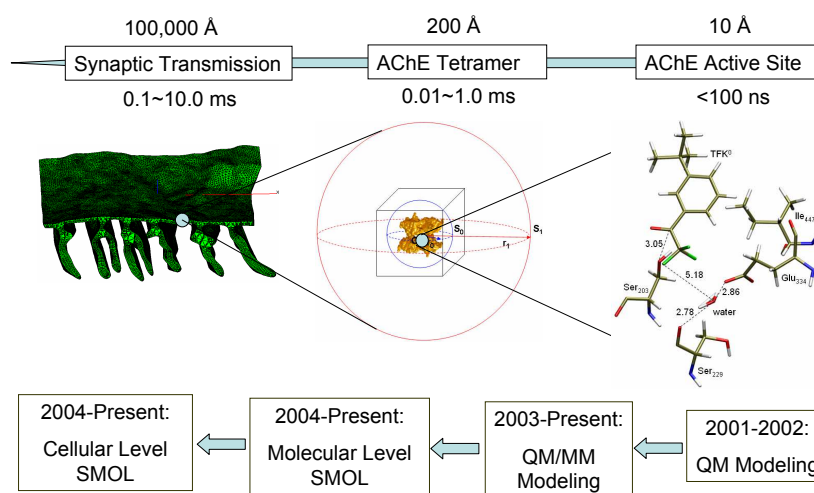 100,000 Å
200 Å
10 Å
Synaptic Transmission
AChE Tetramer
AChE Active Site
0.1~10.0 ms
0.01~1.0 ms
<100 ns
TFK⁰
Ile₄₄₇
3.05
S₀
S₁
r₁
5.18
Glu₃₃₄
Ser₂₀₃
2.86
water
2.78
Ser₂₂₉
2004-Present:
Cellular Level
SMOL
2004-Present:
Molecular Level
SMOL
2003-Present:
QM/MM
Modeling
2001-2002:
QM Modeling